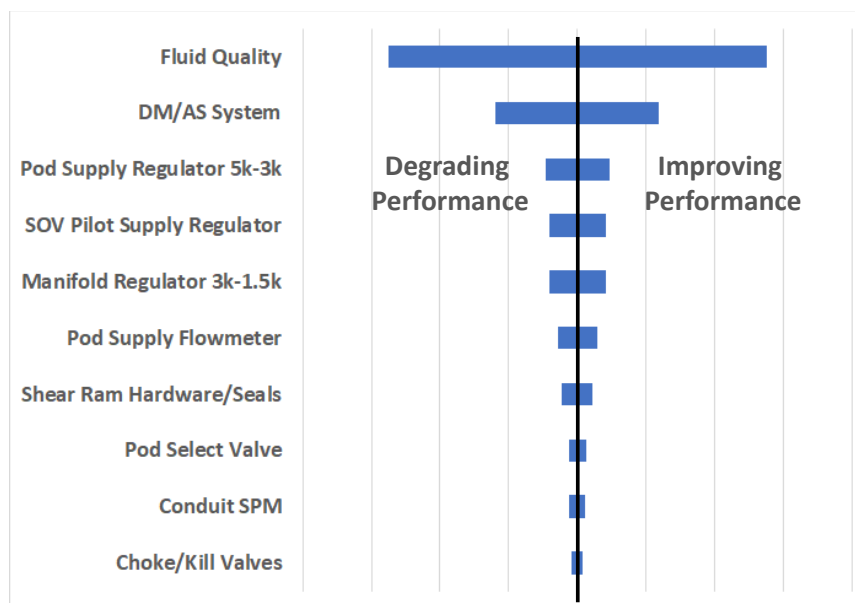 Fluid Quality
DM/AS System
Pod Supply Regulator 5k-3k
Degrading
Performance
Improving
Performance
SOV Pilot Supply Regulator
Manifold Regulator 3k-1.5k
Pod Supply Flowmeter
Shear Ram Hardware/Seals
Pod Select Valve
Conduit SPM
Choke/Kill Valves